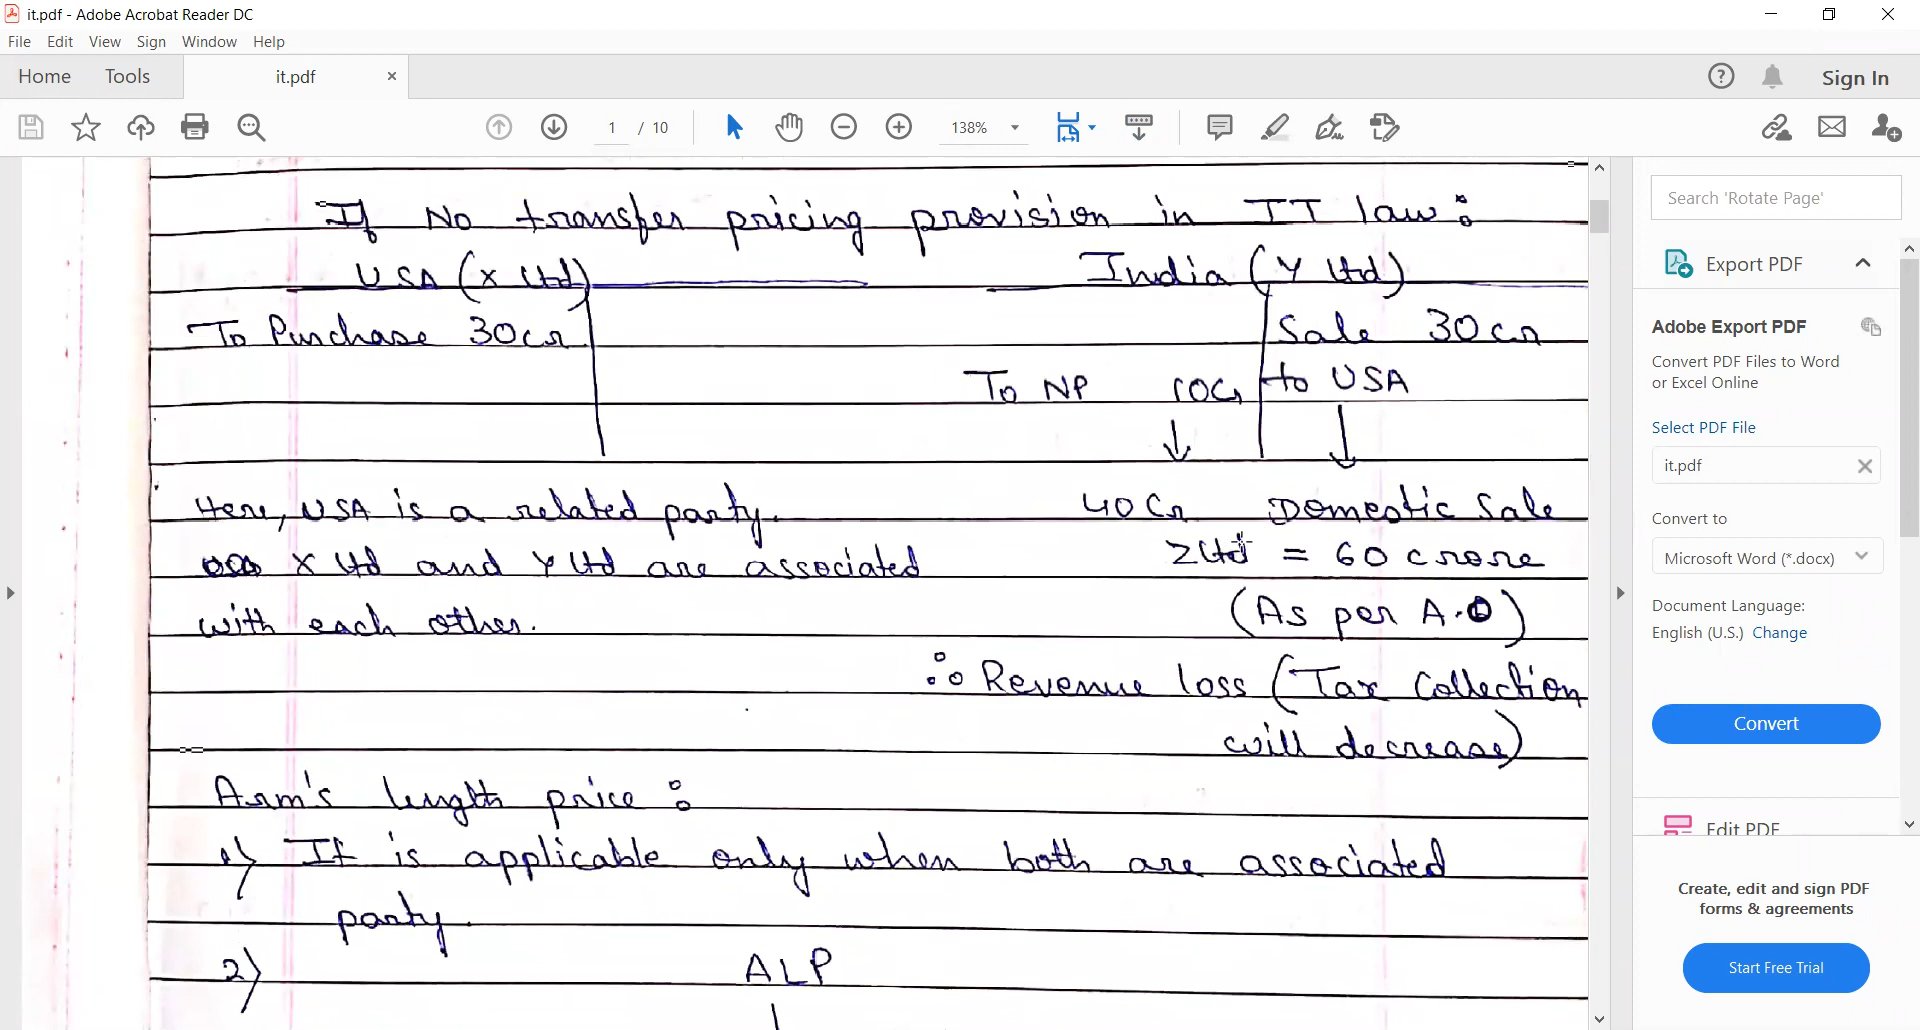 it.pdf - Adobe Acrobat Reader DC
File Edit View Sign Window Help
Home Tools it.pdf Sign In
1 / 10 138%
If No transfer pricing provision in IT law:
USA (X Ltd) India (Y Ltd)
To Purchase 30cr Sale 30cr
To NP 10Cr to USA
Here, USA is a related party. 40Cr Domestic Sale
X Ltd and Y Ltd are associated Z Ltd = 60 crore
with each other. (As per A.O)
∴ Revenue loss (Tax Collection
will decrease)
Arm's length price :
1) It is applicable only when both are associated
party.
2) ALP
Search 'Rotate Page'
Export PDF
Adobe Export PDF
Convert PDF Files to Word
or Excel Online
Select PDF File
it.pdf
Convert to
Microsoft Word (*.docx)
Document Language:
English (U.S.) Change
Convert
Edit PDF
Create, edit and sign PDF
forms & agreements
Start Free Trial